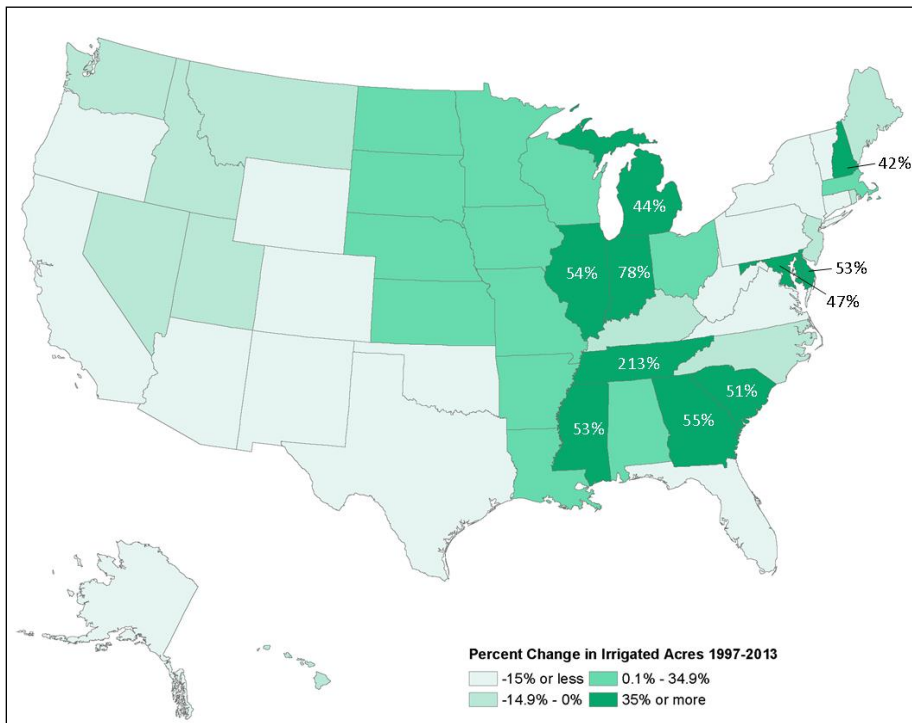 42%
44%
54%
78%
53%
47%
213%
51%
53%
55%
Percent Change in Irrigated Acres 1997-2013
-15% or less
0.1% - 34.9%
-14.9% - 0%
35% or more